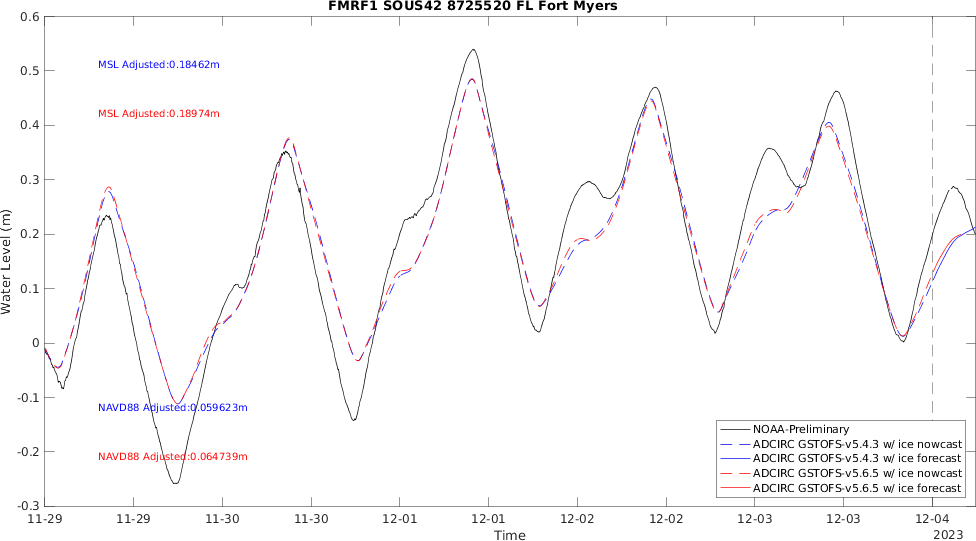 FMRF1 SOUS42 8725520 FL Fort Myers
0.6
0.5
0.4
0.3
0.2
0.1
0
-0.1
-0.2
-0.3
Water Level (m)
MSL Adjusted:0.18462m
MSL Adjusted:0.18974m
NAVD88 Adjusted:0.059623m
NAVD88 Adjusted:0.064739m
NOAA-Preliminary
ADCIRC GSTOFS-v5.4.3 w/ ice nowcast
ADCIRC GSTOFS-v5.4.3 w/ ice forecast
ADCIRC GSTOFS-v5.6.5 w/ ice nowcast
ADCIRC GSTOFS-v5.6.5 w/ ice forecast
11-29 11-29 11-30 11-30 12-01 12-01 12-02 12-02 12-03 12-03 12-04
Time 2023